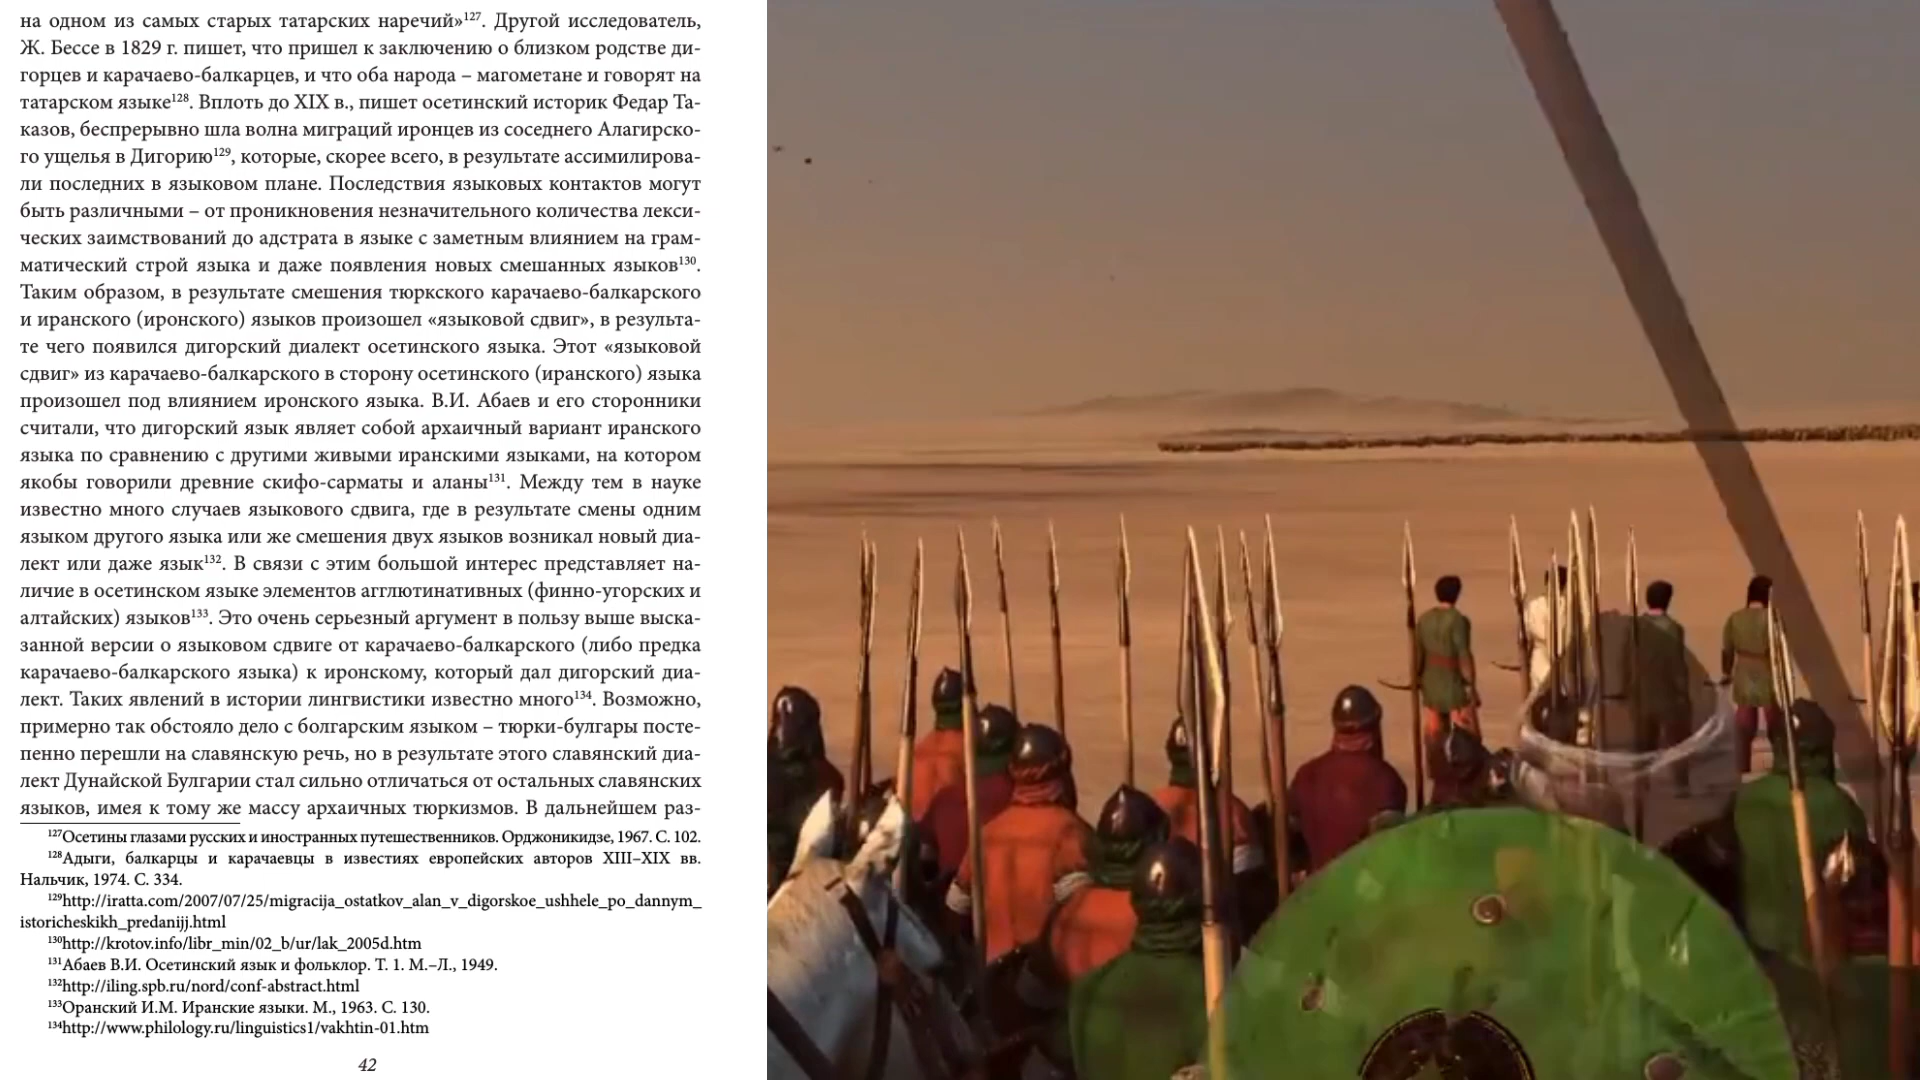 на одном из самых старых татарских наречий»127. Другой исследователь,
Ж. Бессе в 1829 г. пишет, что пришел к заключению о близком родстве ди-
горцев и карачаево-балкарцев, и что оба народа – магометане и говорят на
татарском языке128. Вплоть до XIX в., пишет осетинский историк Федар Та-
казов, беспрерывно шла волна миграций иронцев из соседнего Алагирско-
го ущелья в Дигорию129, которые, скорее всего, в результате ассимилирова-
ли последних в языковом плане. Последствия языковых контактов могут
быть различными – от проникновения незначительного количества лекси-
ческих заимствований до адстрата в языке с заметным влиянием на грам-
матический строй языка и даже появления новых смешанных языков130.
Таким образом, в результате смешения тюркского карачаево-балкарского
и иранского (иронского) языков произошел «языковой сдвиг», в результа-
те чего появился дигорский диалект осетинского языка. Этот «языковой
сдвиг» из карачаево-балкарского в сторону осетинского (иранского) языка
произошел под влиянием иронского языка. В.И. Абаев и его сторонники
считали, что дигорский язык являет собой архаичный вариант иранского
языка по сравнению с другими живыми иранскими языками, на котором
якобы говорили древние скифо-сарматы и аланы131. Между тем в науке
известно много случаев языкового сдвига, где в результате смены одним
языком другого языка или же смешения двух языков возникал новый диа-
лект или даже язык132. В связи с этим большой интерес представляет на-
личие в осетинском языке элементов агглютинативных (финно-угорских и
алтайских) языков133. Это очень серьезный аргумент в пользу выше выска-
занной версии о языковом сдвиге от карачаево-балкарского (либо предка
карачаево-балкарского языка) к иронскому, который дал дигорский диа-
лект. Таких явлений в истории лингвистики известно много134. Возможно,
примерно так обстояло дело с болгарским языком – тюрки-булгары посте-
пенно перешли на славянскую речь, но в результате этого славянский диа-
лект Дунайской Булгарии стал сильно отличаться от остальных славянских
языков, имея к тому же массу архаичных тюркизмов. В дальнейшем раз-
127Осетины глазами русских и иностранных путешественников. Орджоникидзе, 1967. С. 102.
128Адыги, балкарцы и карачаевцы в известиях европейских авторов XIII–XIX вв.
Нальчик, 1974. С. 334.
129http://iratta.com/2007/07/25/migracija_ostatkov_alan_v_digorskoe_ushhele_po_dannym_
istoricheskikh_predanijj.html
130http://krotov.info/libr_min/02_b/ur/lak_2005d.htm
131Абаев В.И. Осетинский язык и фольклор. Т. 1. М.–Л., 1949.
132http://iling.spb.ru/nord/conf-abstract.html
133Оранский И.М. Иранские языки. М., 1963. С. 130.
134http://www.philology.ru/linguistics1/vakhtin-01.htm
42